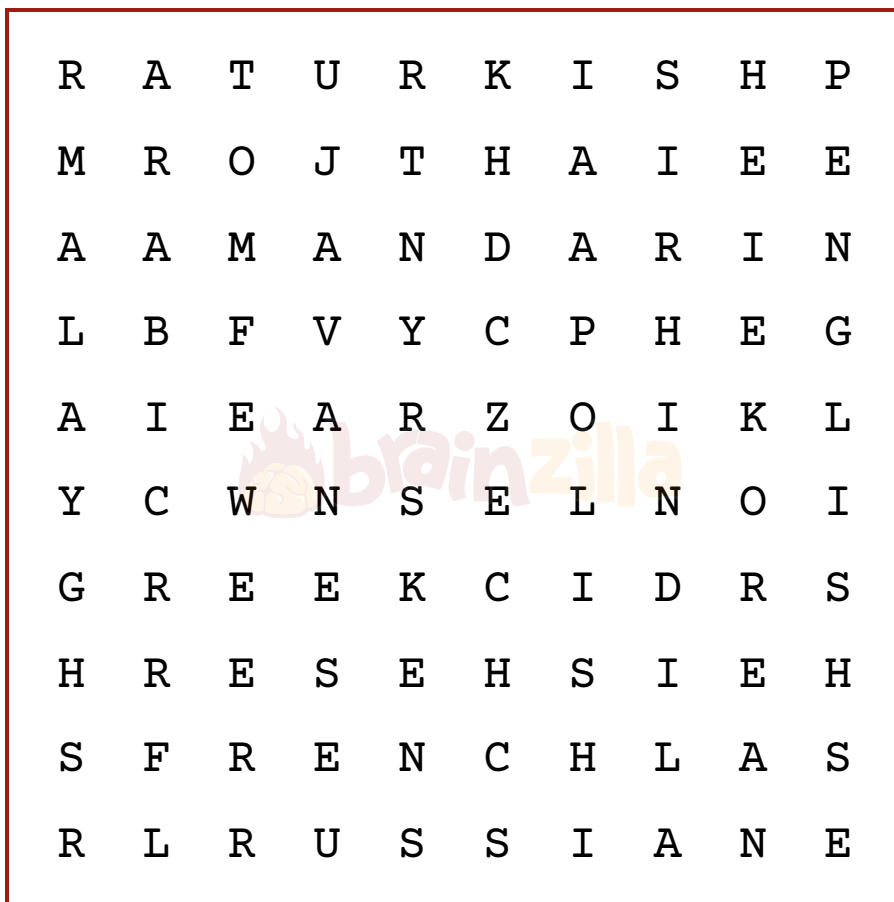 R A T U R K I S H P
M R O J T H A I E E
A A M A N D A R I N
L B F V Y C P H E G
A I E A R Z O I K L
brainzilla
Y C W N S E L N O I
G R E E K C I D R S
H R E S E H S I E H
S F R E N C H L A S
R L R U S S I A N E